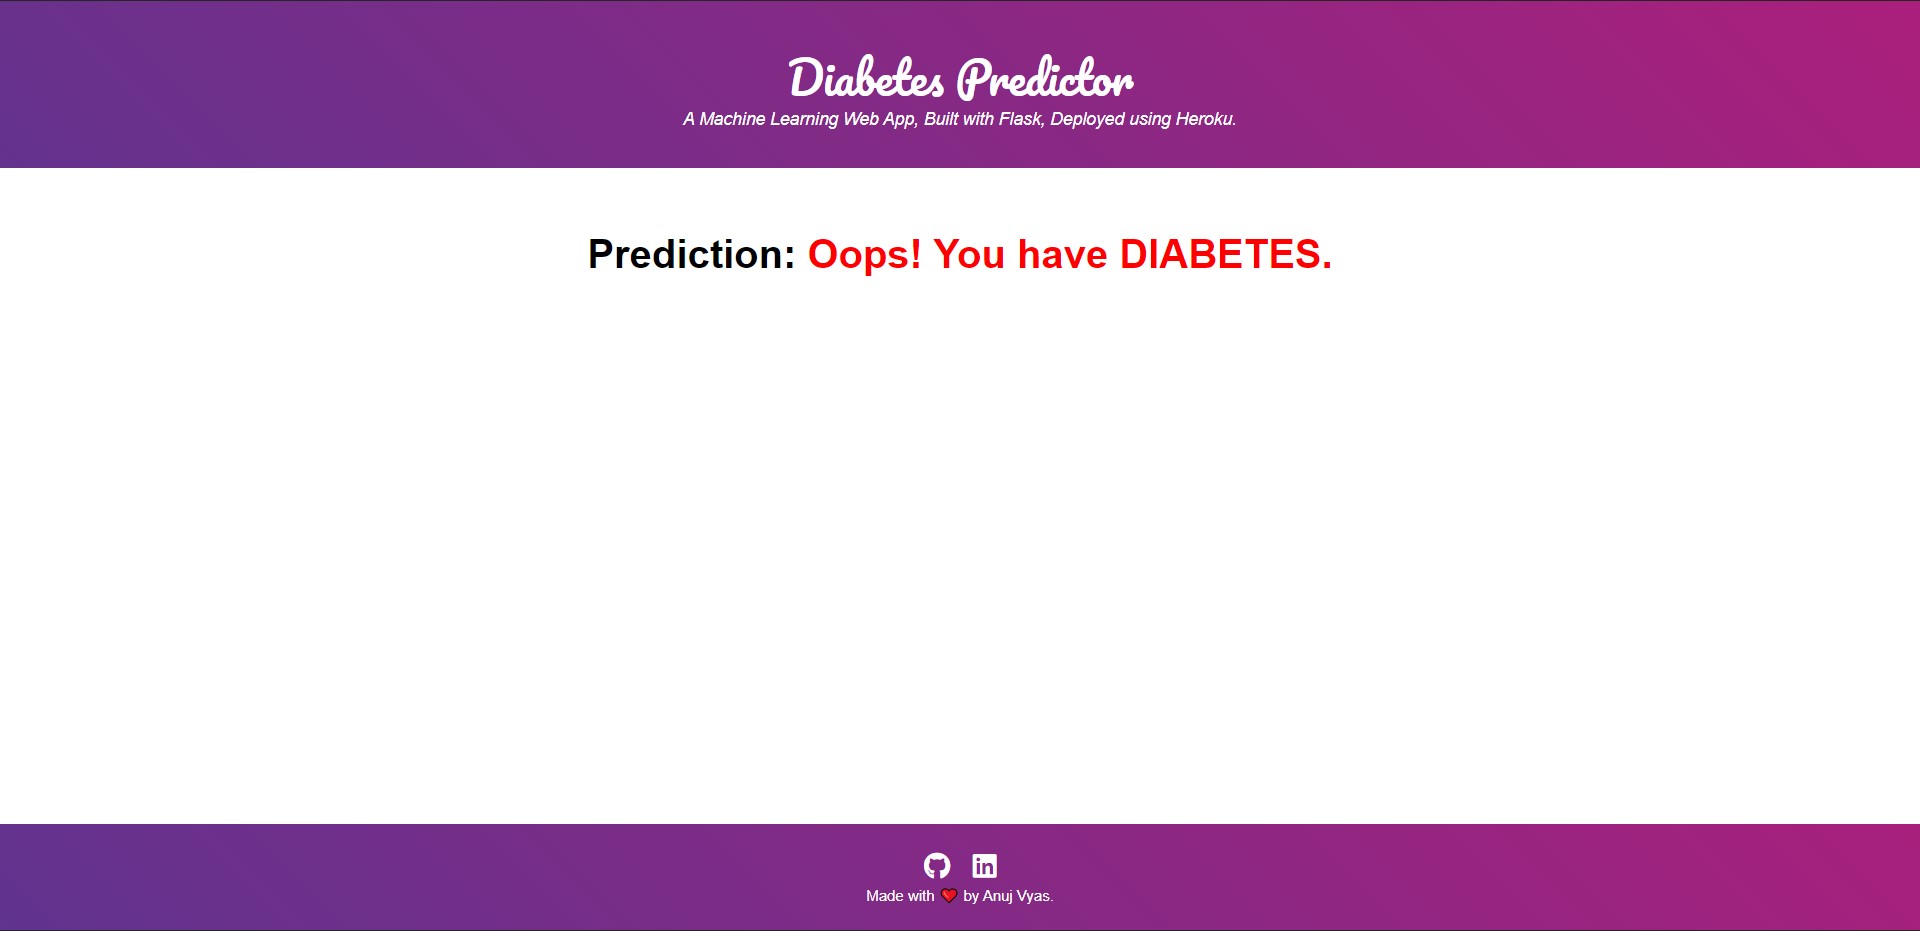 Diabetes Predictor
A Machine Learning Web App, Built with Flask, Deployed using Heroku.
Prediction: Oops! You have DIABETES.
in
Made with ❤️ by Anuj Vyas.